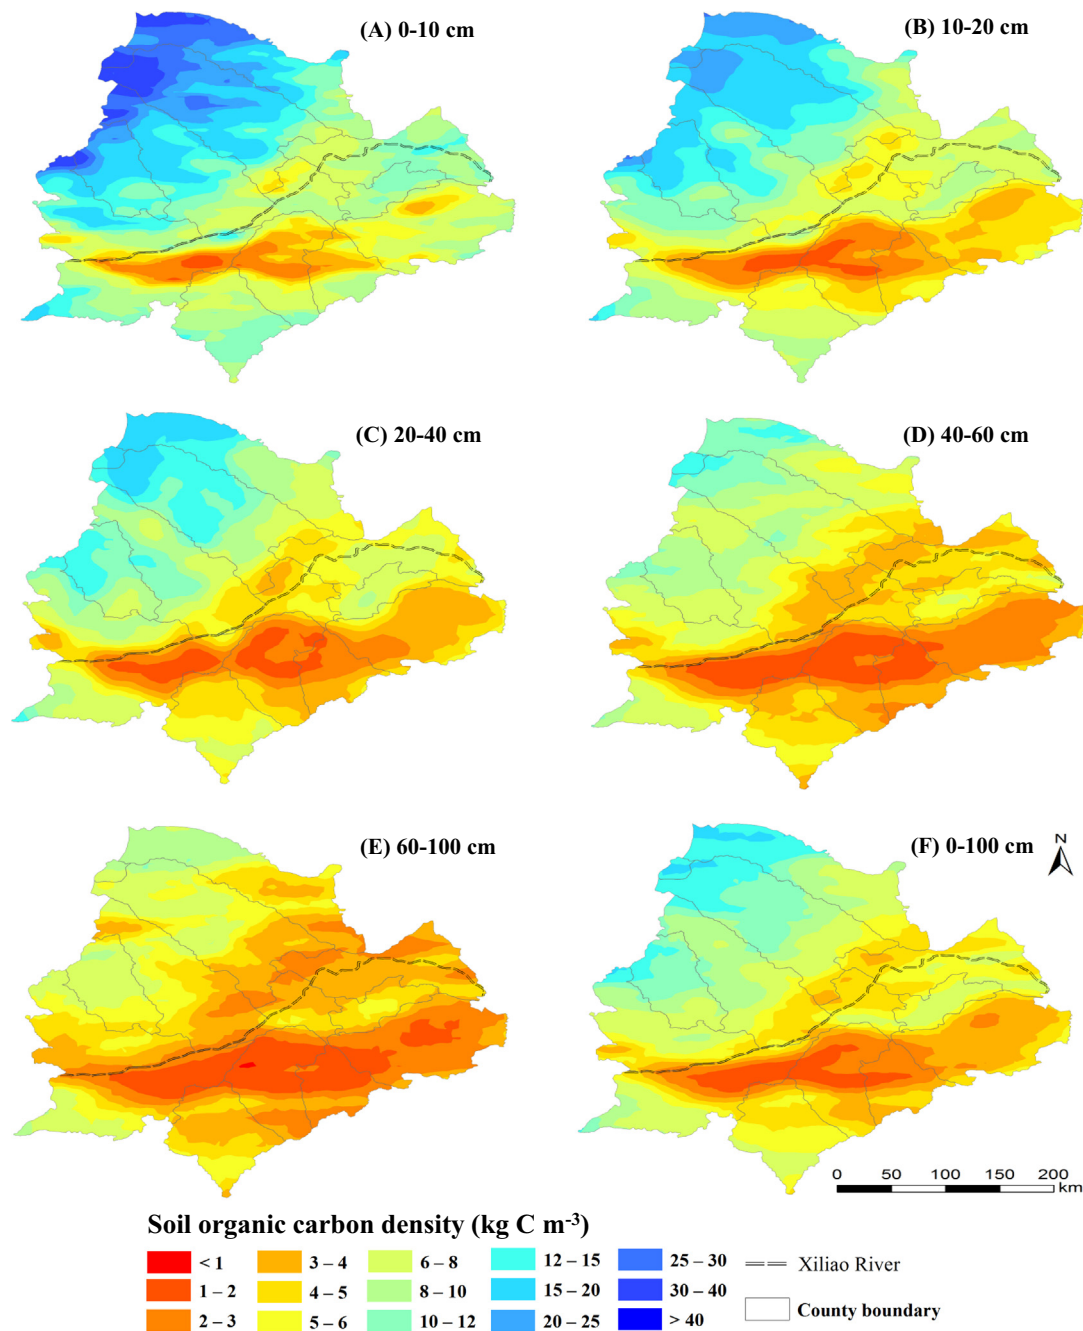 (A) 0-10 cm
(B) 10-20 cm
(C) 20-40 cm
(D) 40-60 cm
(E) 60-100 cm
(F) 0-100 cm
N
0 50 100 150 200
km
Soil organic carbon density (kg C m⁻³)
< 1
1 – 2
2 – 3
3 – 4
4 – 5
5 – 6
6 – 8
8 – 10
10 – 12
12 – 15
15 – 20
20 – 25
25 – 30
30 – 40
> 40
Xiliao River
County boundary